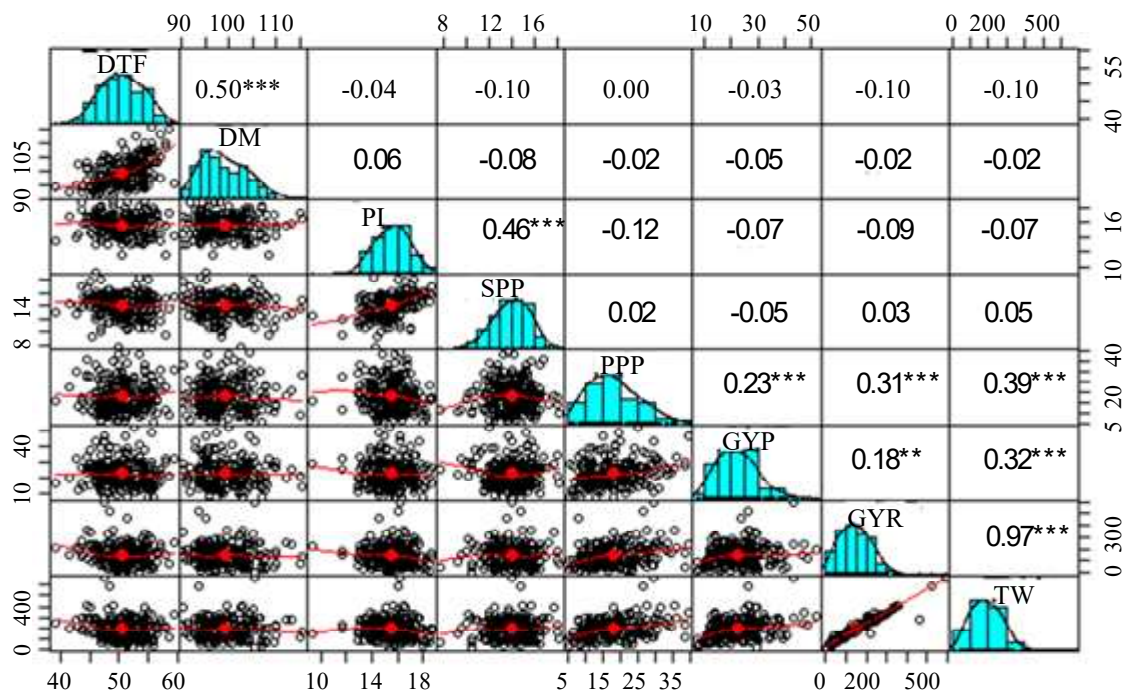 90 100 110
8 12 16
10 30 50
0 200 500
DTF 0.50*** -0.04 -0.10 0.00 -0.03 -0.10 -0.10 40 55
90 105 DM 0.06 -0.08 -0.02 -0.05 -0.02 -0.02
PL 0.46*** -0.12 -0.07 -0.09 -0.07 10 16
8 14 SPP 0.02 -0.05 0.03 0.05
PPP 0.23*** 0.31*** 0.39*** 5 20 40
10 40 GYP 0.18** 0.32***
GYR 0.97*** 0 300
0 400 TW
40 50 60
10 14 18
5 15 25 35
0 200 500